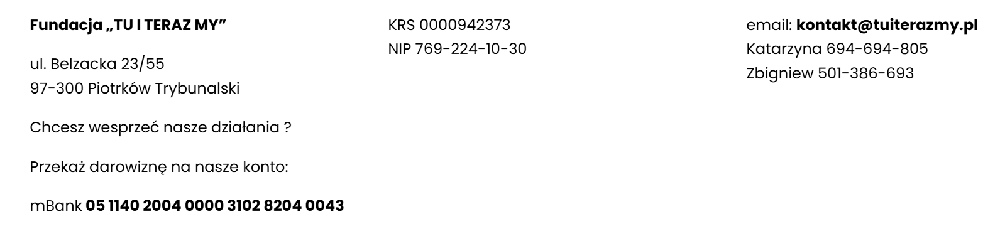 Fundacja „TU I TERAZ MY”
ul. Belzacka 23/55
97-300 Piotrków Trybunalski
Chcesz wesprzeć nasze działania ?
Przekaż darowiznę na nasze konto:
mBank 05 1140 2004 0000 3102 8204 0043
KRS 0000942373
NIP 769-224-10-30
email: kontakt@tuiterazmy.pl
Katarzyna 694-694-805
Zbigniew 501-386-693